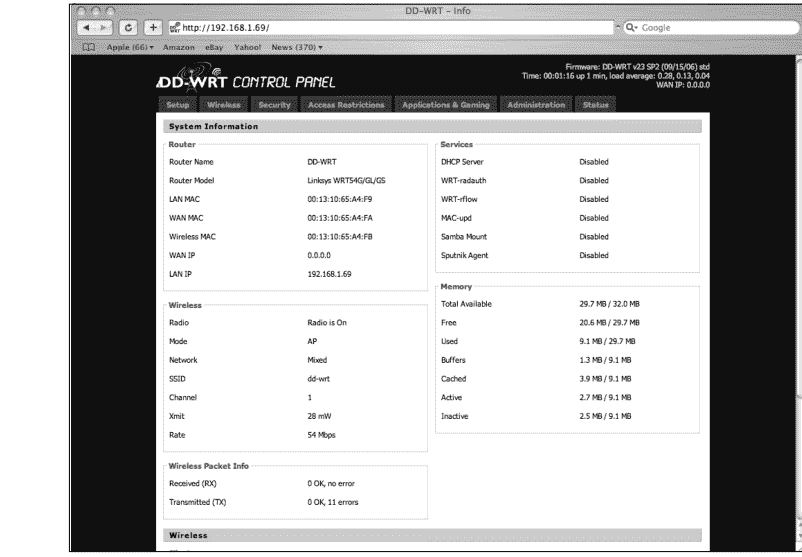 DD-WRT – Info
http://192.168.1.69/
Google
Apple (66) Amazon eBay Yahoo! News (370)
DD-WRT CONTROL PANEL
Firmware: DD-WRT v23 SP2 (09/15/06) std
Time: 00:01:16 up 1 min, load average: 0.28, 0.13, 0.04
WAN IP: 0.0.0.0
Setup Wireless Security Access Restrictions Applications & Gaming Administration Status
System Information
Router
Router Name DD-WRT
Router Model Linksys WRT54G/GL/GS
LAN MAC 00:13:10:65:A4:F9
WAN MAC 00:13:10:65:A4:FA
Wireless MAC 00:13:10:65:A4:FB
WAN IP 0.0.0.0
LAN IP 192.168.1.69
Wireless
Radio Radio is On
Mode AP
Network Mixed
SSID dd-wrt
Channel 1
Xmit 28 mW
Rate 54 Mbps
Wireless Packet Info
Received (RX) 0 OK, no error
Transmitted (TX) 0 OK, 11 errors
Services
DHCP Server Disabled
WRT-radauth Disabled
WRT-rflow Disabled
MAC-upd Disabled
Samba Mount Disabled
Sputnik Agent Disabled
Memory
Total Available 29.7 MB / 32.0 MB
Free 20.6 MB / 29.7 MB
Used 9.1 MB / 29.7 MB
Buffers 1.3 MB / 9.1 MB
Cached 3.9 MB / 9.1 MB
Active 2.7 MB / 9.1 MB
Inactive 2.5 MB / 9.1 MB
Wireless